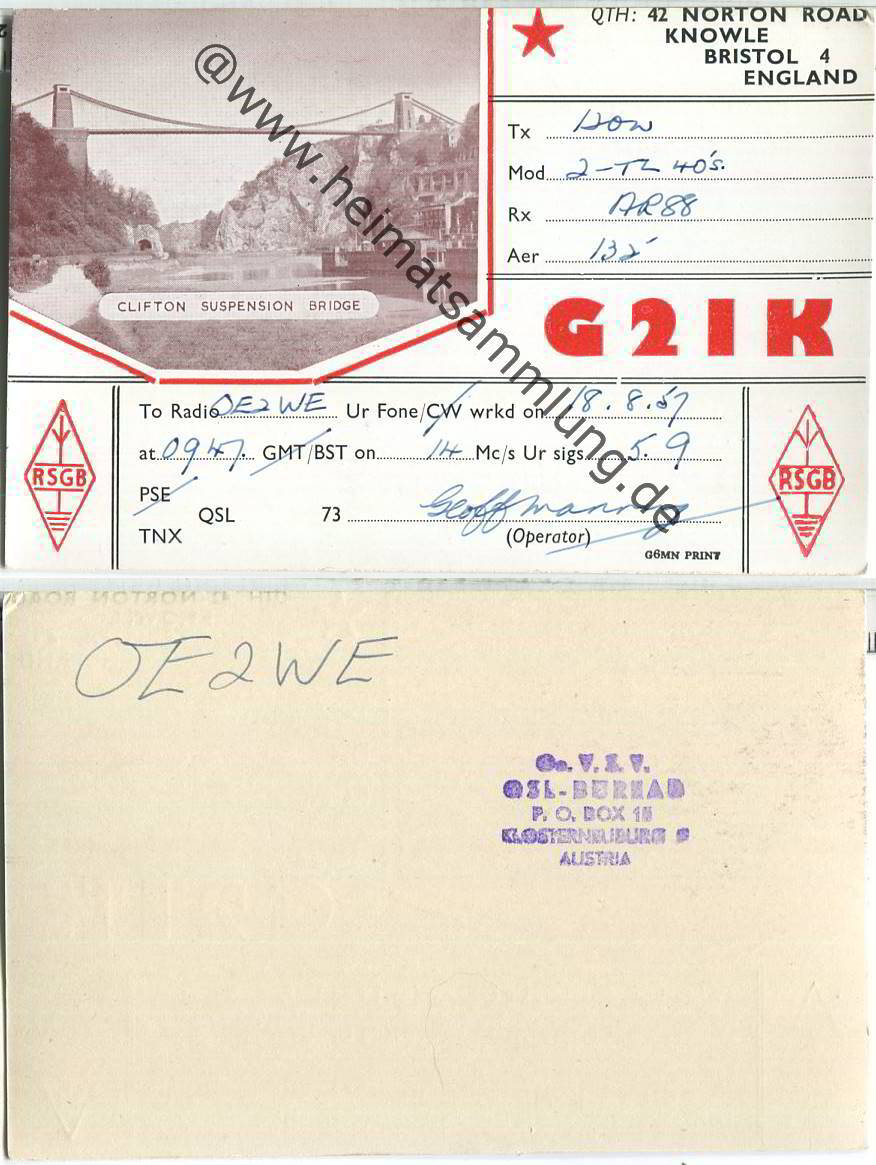 QTH: 42 NORTON ROAD
KNOWLE
BRISTOL 4
ENGLAND
Tx
Mod 2-TL 40's.
Rx AR88
Aer 132'
CLIFTON SUSPENSION BRIDGE
G2IK
To Radio OE2WE Ur Fone/CW wrkd on 18.8.57
at 0947. GMT/BST on 14 Mc/s Ur sigs 5.9
PSE
QSL 73 Geoff Manning
TNX
(Operator)
G6MN PRINT
RSGB
RSGB
@www.heimatsammlung.de
OE2WE
Oe. V. S. V.
QSL-BUREAU
P. O. BOX 15
KLOSTERNEUBURG 2
AUSTRIA